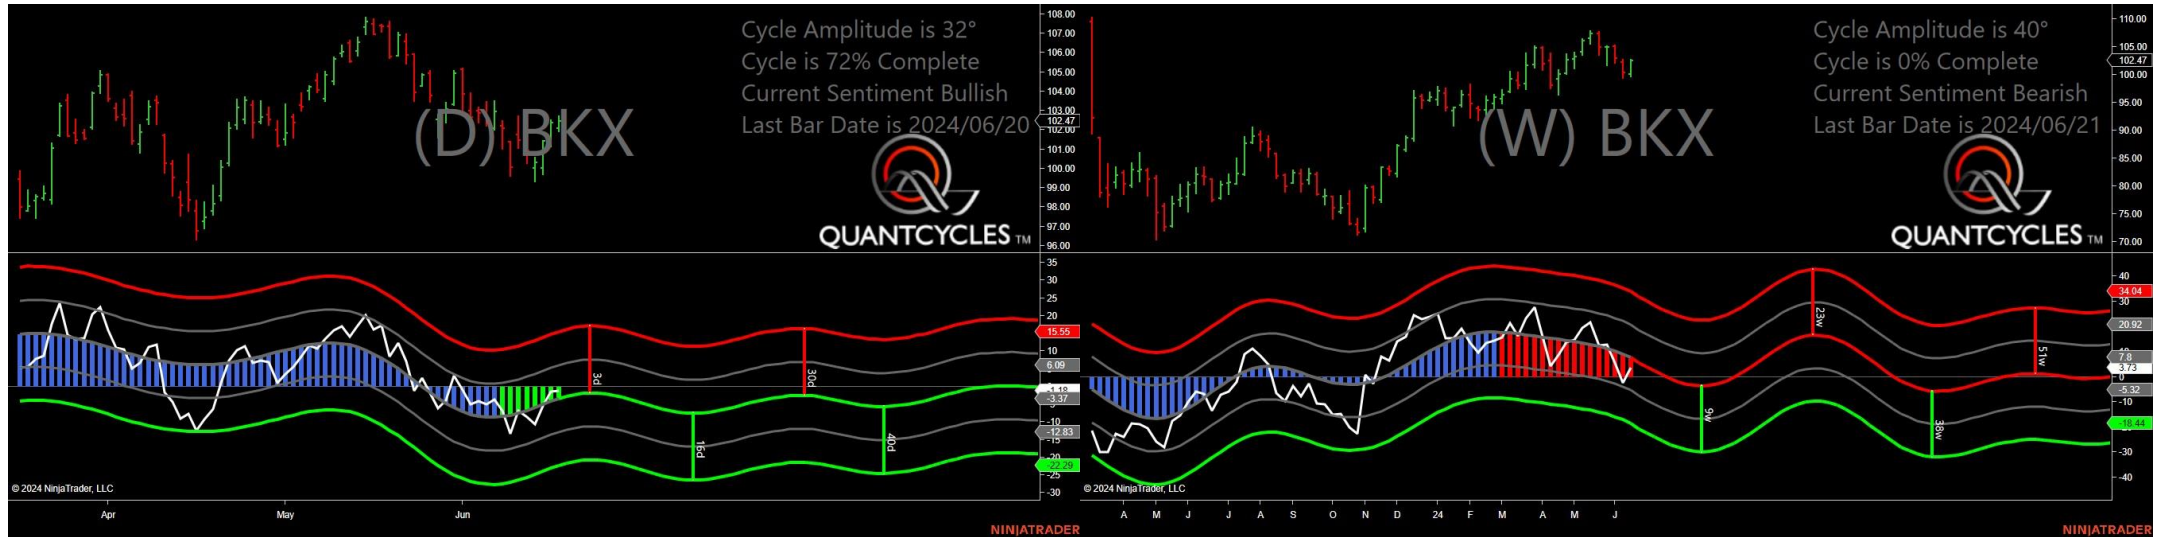 Cycle Amplitude is 32°
Cycle is 72% Complete
Current Sentiment Bullish
Last Bar Date is 2024/06/20
(D) BKX
QUANTCYCLES TM
108.00
107.00
106.00
105.00
104.00
103.00
102.47
102.00
101.00
100.00
99.00
98.00
97.00
96.00
35
30
25
20
15.55
10
6.09
-1.18
-3.37
-10
-12.83
-22.29
-25
-30
3d
16d
30d
40d
© 2024 NinjaTrader, LLC
Apr
May
Jun
NINJATRADER
Cycle Amplitude is 40°
Cycle is 0% Complete
Current Sentiment Bearish
Last Bar Date is 2024/06/21
(W) BKX
QUANTCYCLES TM
110.00
105.00
102.47
100.00
95.00
90.00
85.00
80.00
75.00
70.00
40
34.04
30
20.92
7.8
3.73
0
-5.32
-10
-18.44
-30
-40
9w
23w
38w
51w
© 2024 NinjaTrader, LLC
A
M
J
J
A
S
O
N
D
24
F
M
A
M
J
NINJATRADER